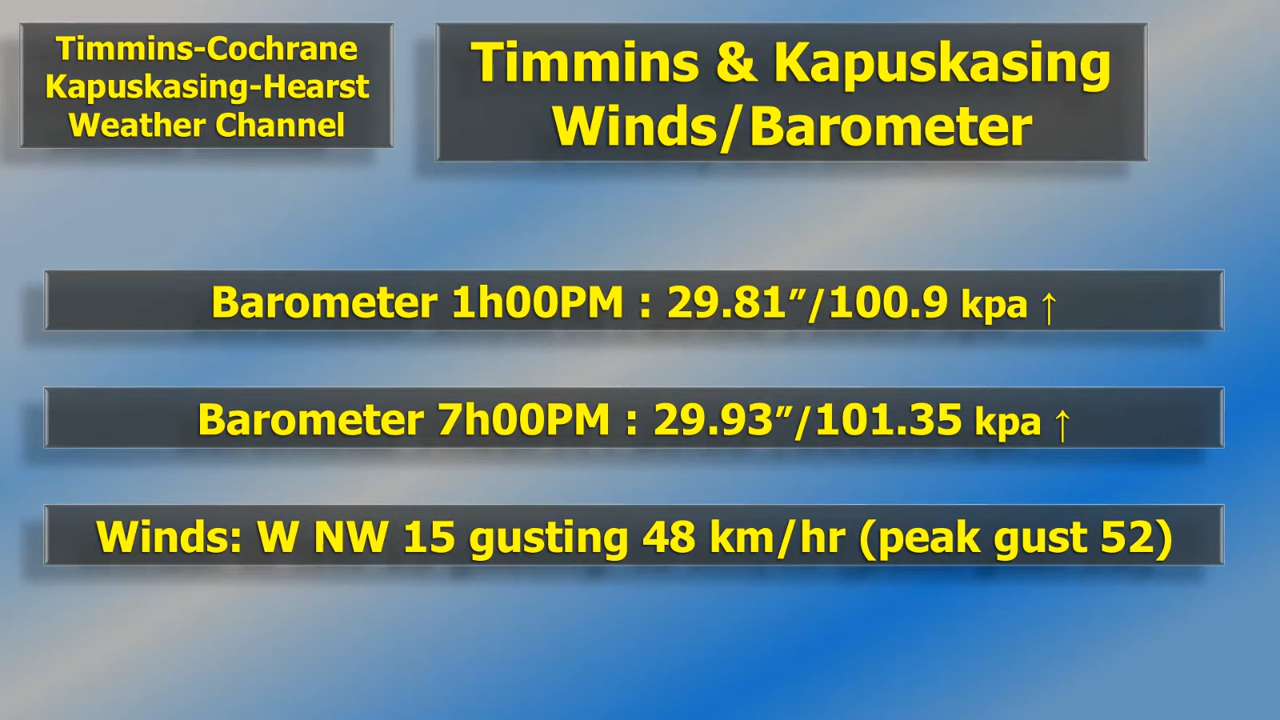 Timmins-Cochrane
Kapuskasing-Hearst
Weather Channel
Timmins & Kapuskasing
Winds/Barometer
Barometer 1h00PM : 29.81″/100.9 kpa ↑
Barometer 7h00PM : 29.93″/101.35 kpa ↑
Winds: W NW 15 gusting 48 km/hr (peak gust 52)